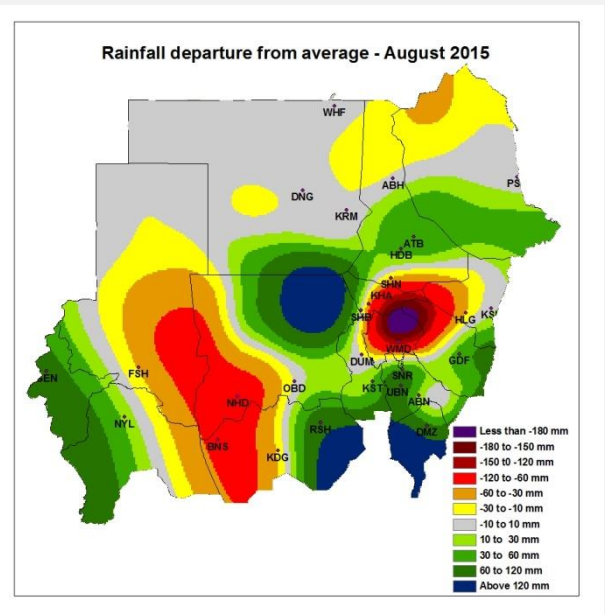 Rainfall departure from average - August 2015
WHF
ABH
DNG
KRM
ATB
HDB
SHN
KHA
SHB
HLG
WMD
DUM
GDF
SNR
FSH
OBD
KST
UBN
ABN
NHD
NYL
RSH
DMZ
BNS
KDG
Less than -180 mm
-180 to -150 mm
-150 t0 -120 mm
-120 to -60 mm
-60 to -30 mm
-30 to -10 mm
-10 to 10 mm
10 to 30 mm
30 to 60 mm
60 to 120 mm
Above 120 mm